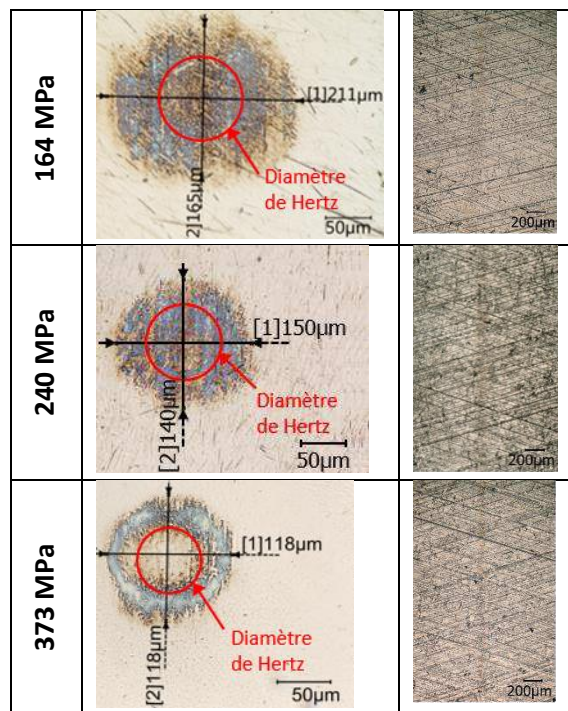 164 MPa
[1]211µm
2]165µm
Diamètre
de Hertz
50µm
200µm
240 MPa
[1]150µm
[2]140µm
Diamètre
de Hertz
50µm
200µm
373 MPa
[1]118µm
[2]118µm
Diamètre
de Hertz
50µm
200µm